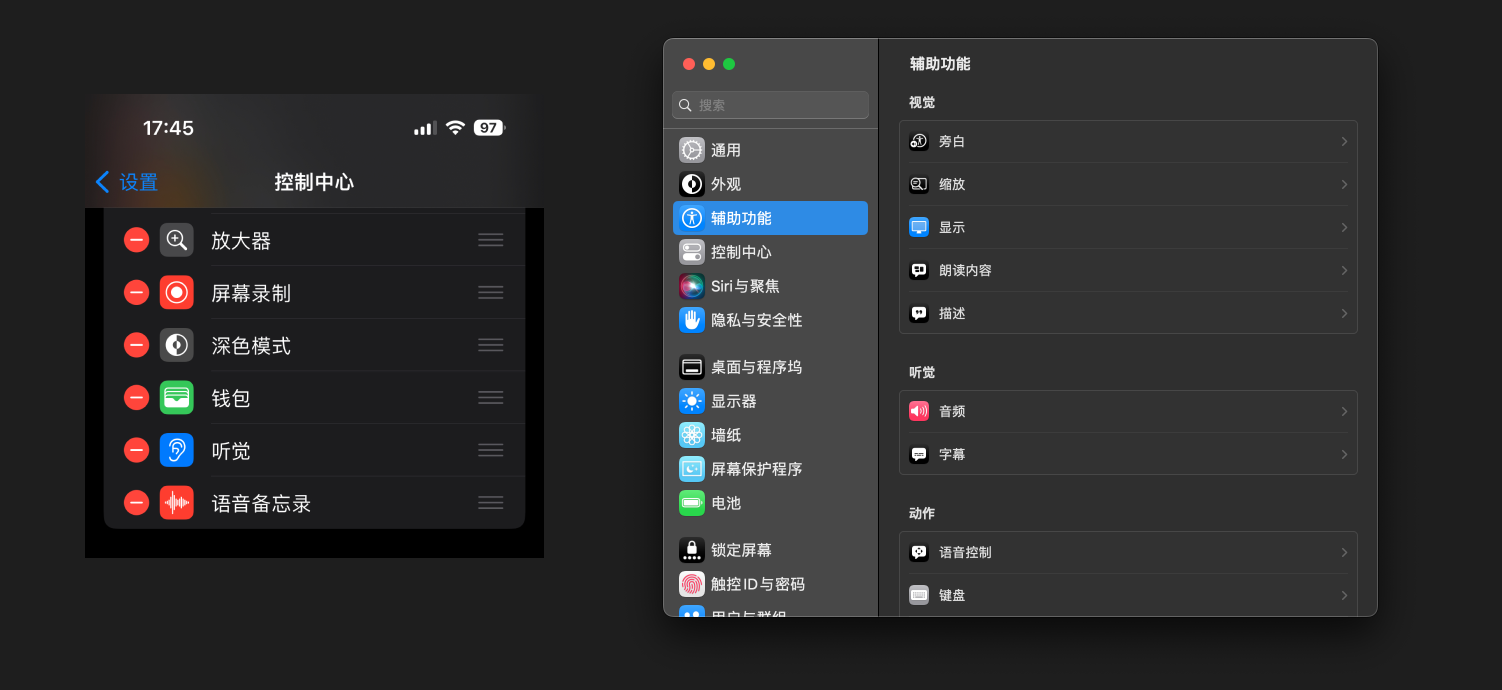 17:45
97
设置
控制中心
放大器
屏幕录制
深色模式
钱包
听觉
语音备忘录
搜索
通用
外观
辅助功能
控制中心
Siri与聚焦
隐私与安全性
桌面与程序坞
显示器
墙纸
屏幕保护程序
电池
锁定屏幕
触控ID与密码
用户与群组
辅助功能
视觉
旁白
缩放
显示
朗读内容
描述
听觉
音频
字幕
动作
语音控制
键盘